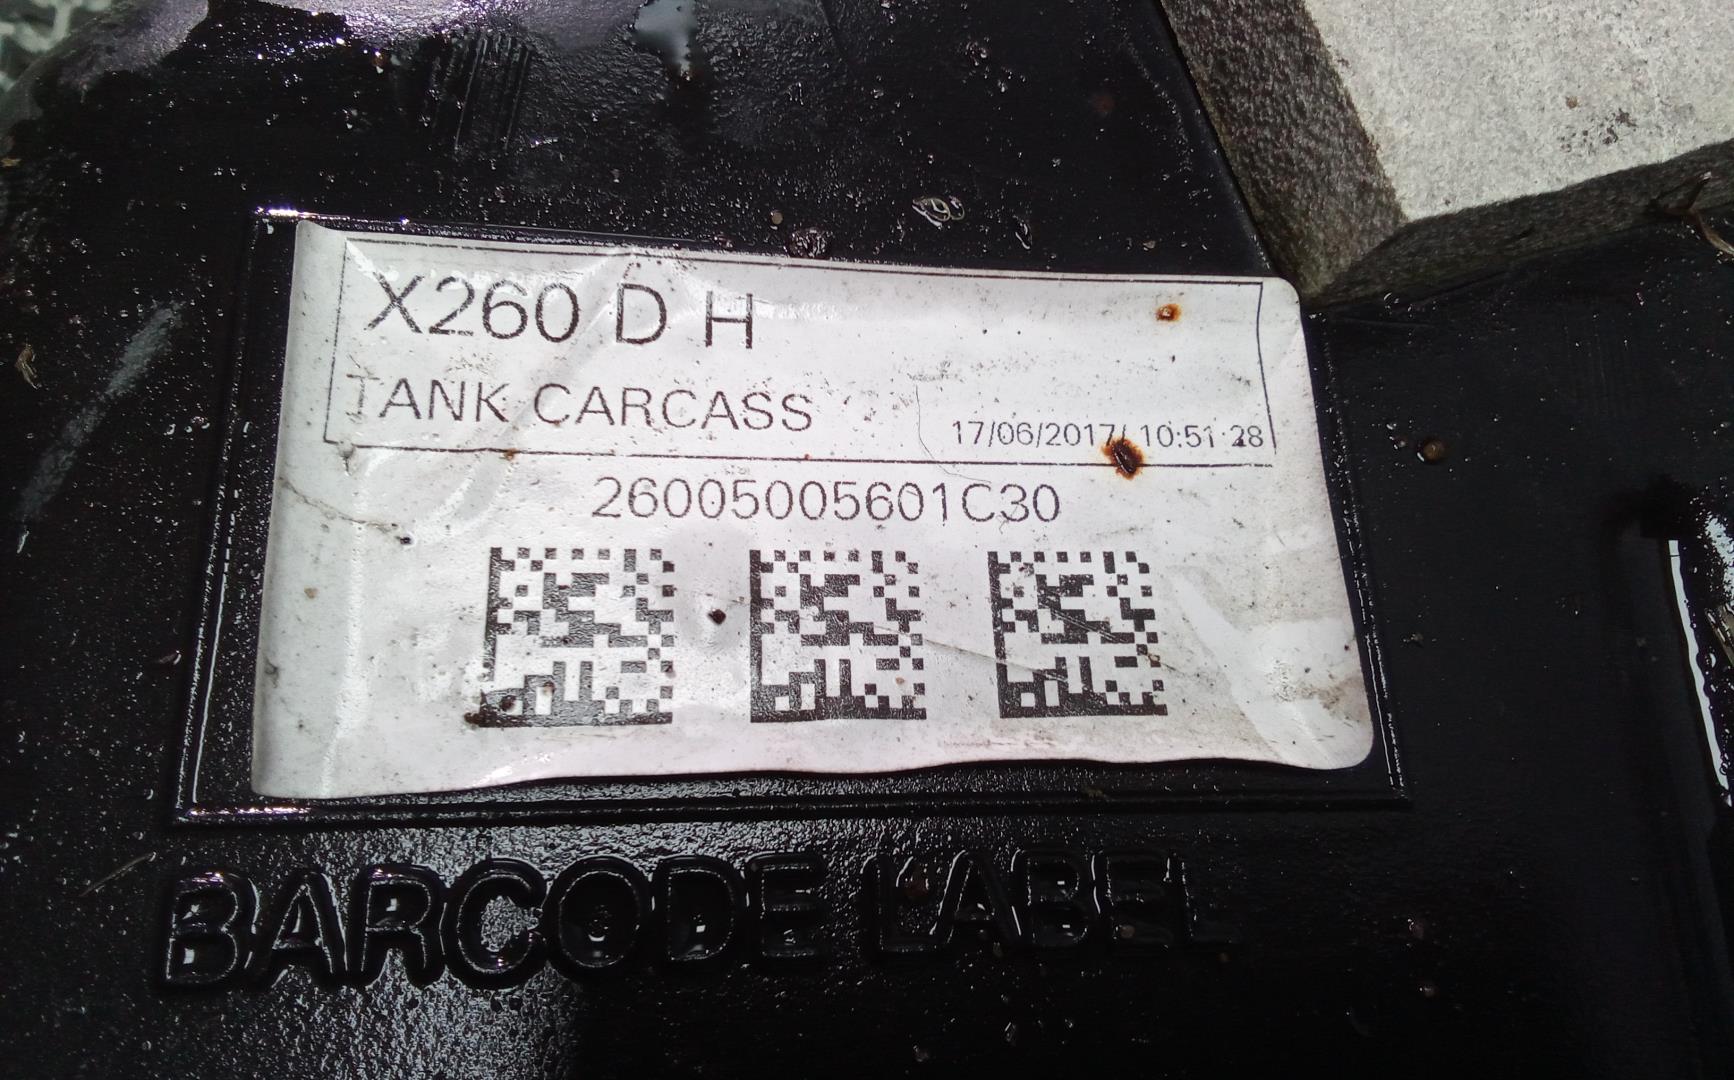 X260 D H
TANK CARCASS
17/06/2017/ 10:51:28
26005005601C30
BARCODE LABEL